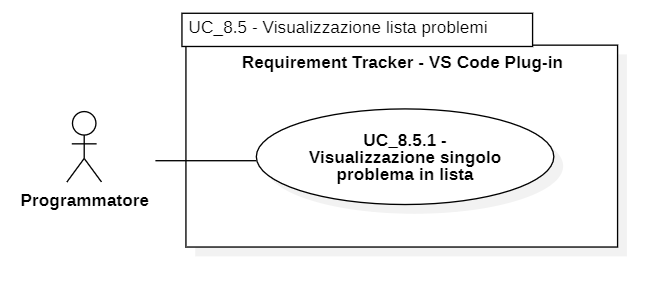 UC_8.5 - Visualizzazione lista problemi
Requirement Tracker - VS Code Plug-in
UC_8.5.1 -
Visualizzazione singolo
problema in lista
Programmatore